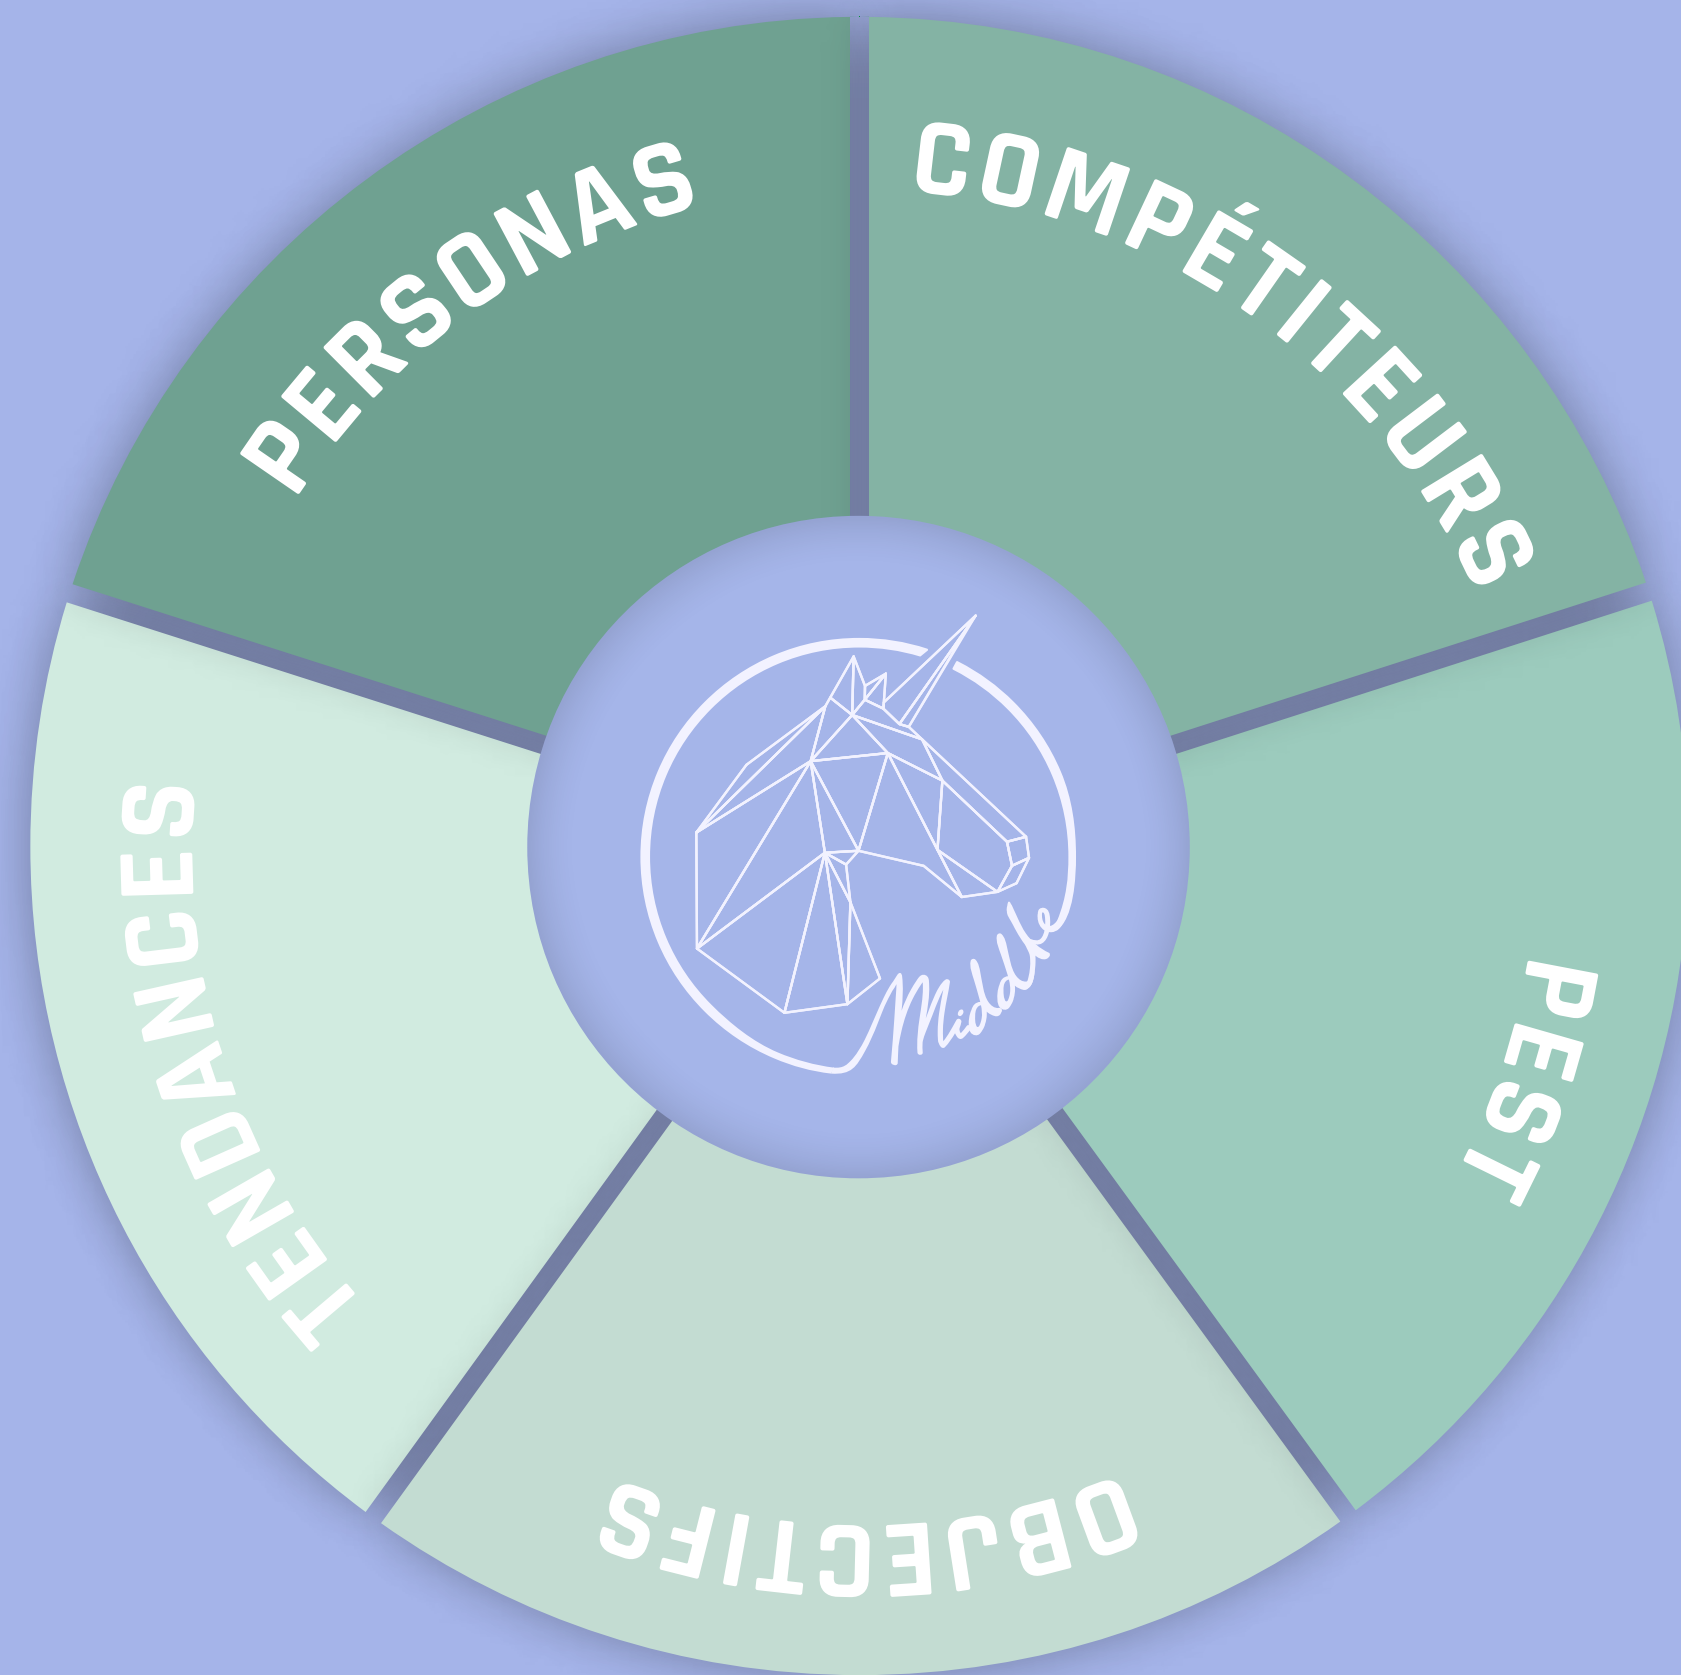 PERSONAS
COMPÉTITEURS
PEST
OBJECTIFS
TENDANCES
Middle